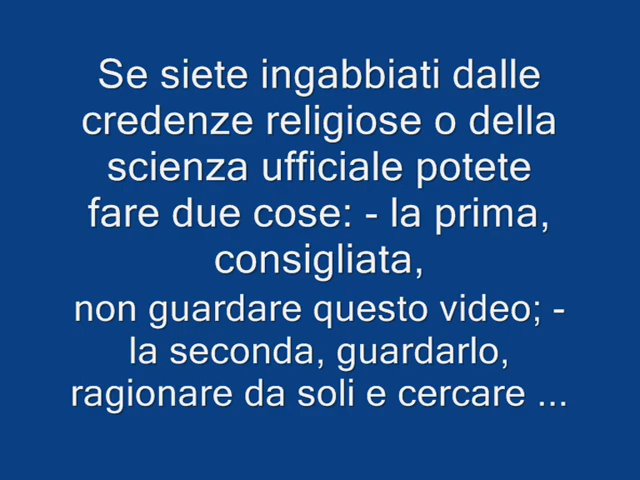 Se siete ingabbiati dalle
credenze religiose o della
scienza ufficiale potete
fare due cose: - la prima,
consigliata,
non guardare questo video; -
la seconda, guardarlo,
ragionare da soli e cercare ...